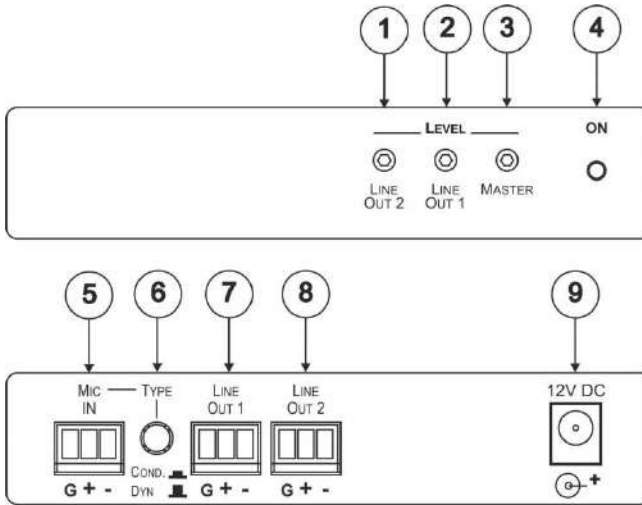 1 2 3 4
LEVEL ON
LINE OUT 2
LINE OUT 1
MASTER
5 6 7 8 9
MIC IN
TYPE
LINE OUT 1
LINE OUT 2
12V DC
COND.
DYN
G + -
G + -
G + -
+